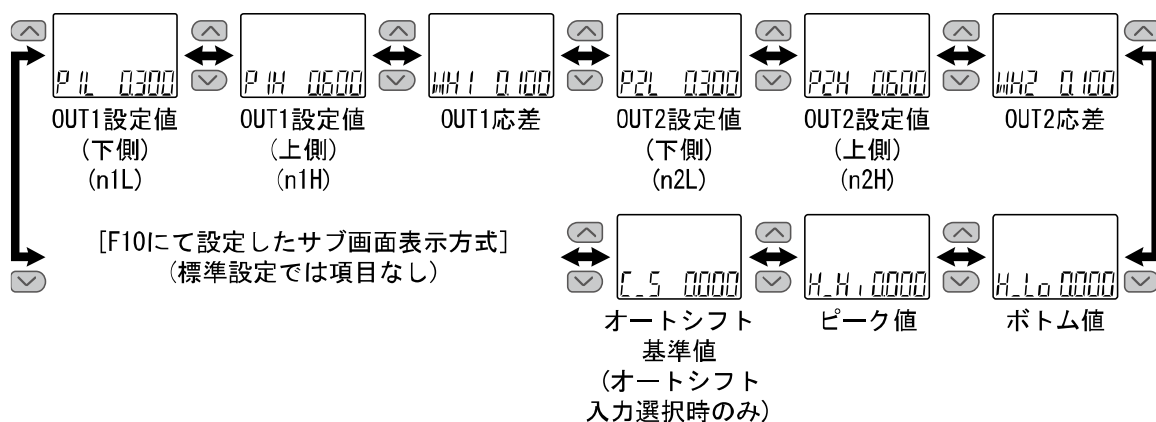 P1L 0.300
P1H 0.600
WH1 0.100
P2L 0.300
P2H 0.600
WH2 0.100
OUT1設定値
(下側)
(n1L)
OUT1設定値
(上側)
(n1H)
OUT1応差
OUT2設定値
(下側)
(n2L)
OUT2設定値
(上側)
(n2H)
OUT2応差
[F10にて設定したサブ画面表示方式]
(標準設定では項目なし)
C_S 0.000
H_Hi 0.000
H_Lo 0.000
オートシフト
基準値
(オートシフト
入力選択時のみ)
ピーク値
ボトム値